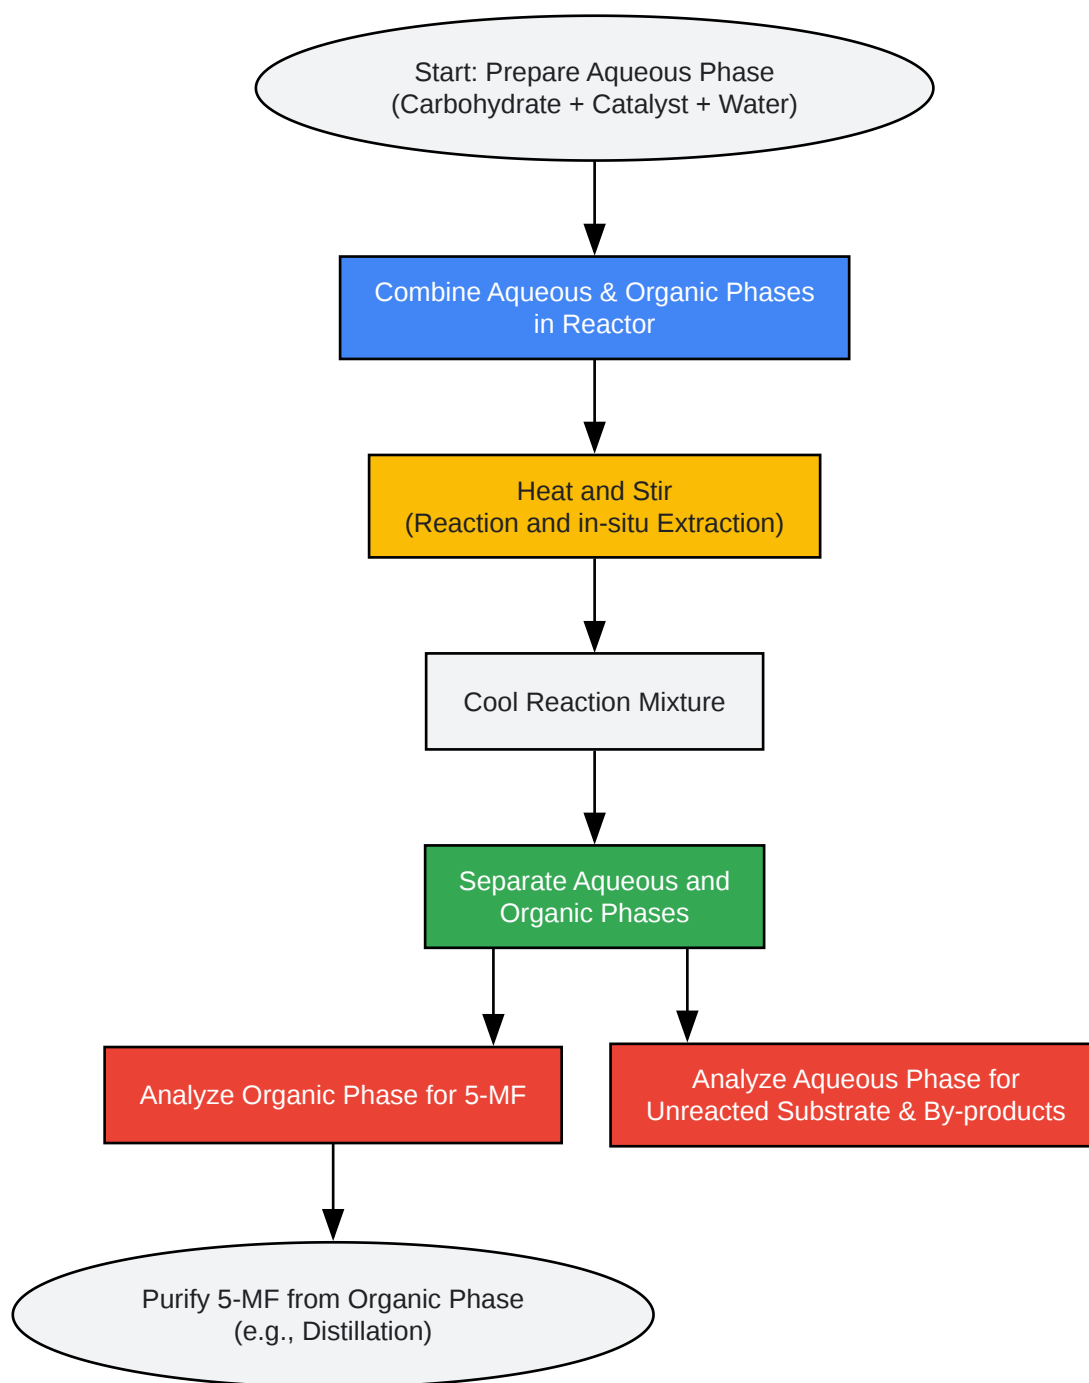 Start: Prepare Aqueous Phase
(Carbohydrate + Catalyst + Water)
Combine Aqueous & Organic Phases
in Reactor
Heat and Stir
(Reaction and in-situ Extraction)
Cool Reaction Mixture
Separate Aqueous and
Organic Phases
Analyze Organic Phase for 5-MF
Analyze Aqueous Phase for
Unreacted Substrate & By-products
Purify 5-MF from Organic Phase
(e.g., Distillation)